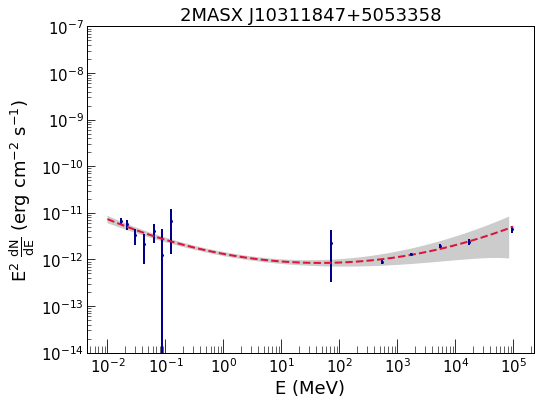 2MASX J10311847+5053358
E² dN/dE (erg cm⁻² s⁻¹)
10⁻⁷
10⁻⁸
10⁻⁹
10⁻¹⁰
10⁻¹¹
10⁻¹²
10⁻¹³
10⁻¹⁴
10⁻² 10⁻¹ 10⁰ 10¹ 10² 10³ 10⁴ 10⁵
E (MeV)